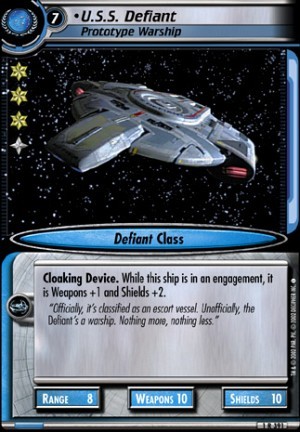 7
•U.S.S. Defiant
Prototype Warship
Defiant Class
Cloaking Device. While this ship is in an engagement, it
is Weapons +1 and Shields +2.
"Officially, it's classified as an escort vessel. Unofficially, the
Defiant's a warship. Nothing more, nothing less."
Range 8
Weapons 10
Shields 10